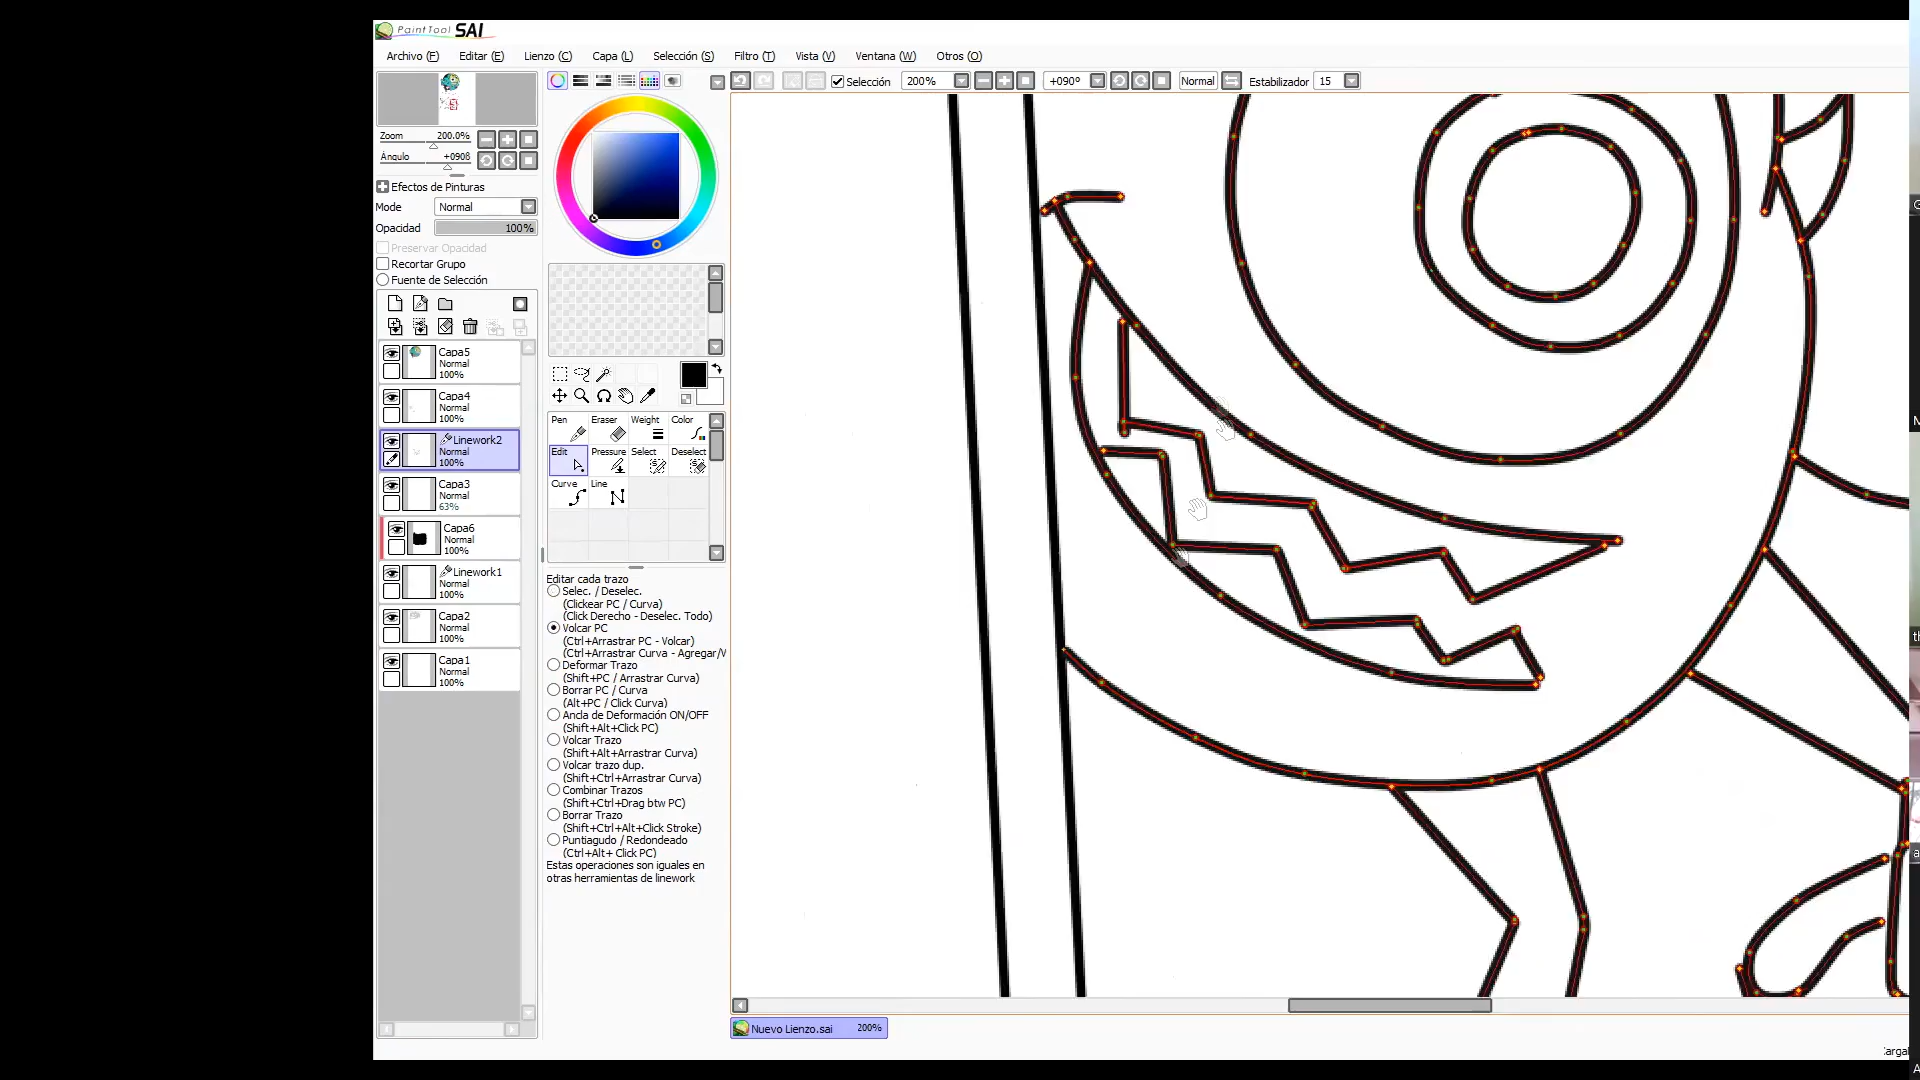 PaintTool SAI
Archivo (F) Editar (E) Lienzo (C) Capa (L) Selección (S) Filtro (T) Vista (V) Ventana (W) Otros (O)
Selección 200% +090º Normal Estabilizador 15
Zoom 200.0%
Ángulo +090ß
Efectos de Pinturas
Mode Normal
Opacidad 100%
Preservar Opacidad
Recortar Grupo
Fuente de Selección
Capa5
Normal
100%
Capa4
Normal
100%
Linework2
Normal
100%
Capa3
Normal
63%
Capa6
Normal
100%
Linework1
Normal
100%
Capa2
Normal
100%
Capa1
Normal
100%
Pen Eraser Weight Color
Edit Pressure Select Deselect
Curve Line
Editar cada trazo
Selec. / Deselec.
(Clickear PC / Curva)
(Click Derecho - Deselec. Todo)
Volcar PC
(Ctrl+Arrastrar PC - Volcar)
(Ctrl+Arrastrar Curva - Agregar/V
Deformar Trazo
(Shift+PC / Arrastrar Curva)
Borrar PC / Curva
(Alt+PC / Click Curva)
Ancla de Deformación ON/OFF
(Shift+Alt+Click PC)
Volcar Trazo
(Shift+Alt+Arrastrar Curva)
Volcar trazo dup.
(Shift+Ctrl+Arrastrar Curva)
Combinar Trazos
(Shift+Ctrl+Drag btw PC)
Borrar Trazo
(Shift+Ctrl+Alt+Click Stroke)
Puntiagudo / Redondeado
(Ctrl+Alt+ Click PC)
Estas operaciones son iguales en
otras herramientas de linework
Nuevo Lienzo.sai 200%